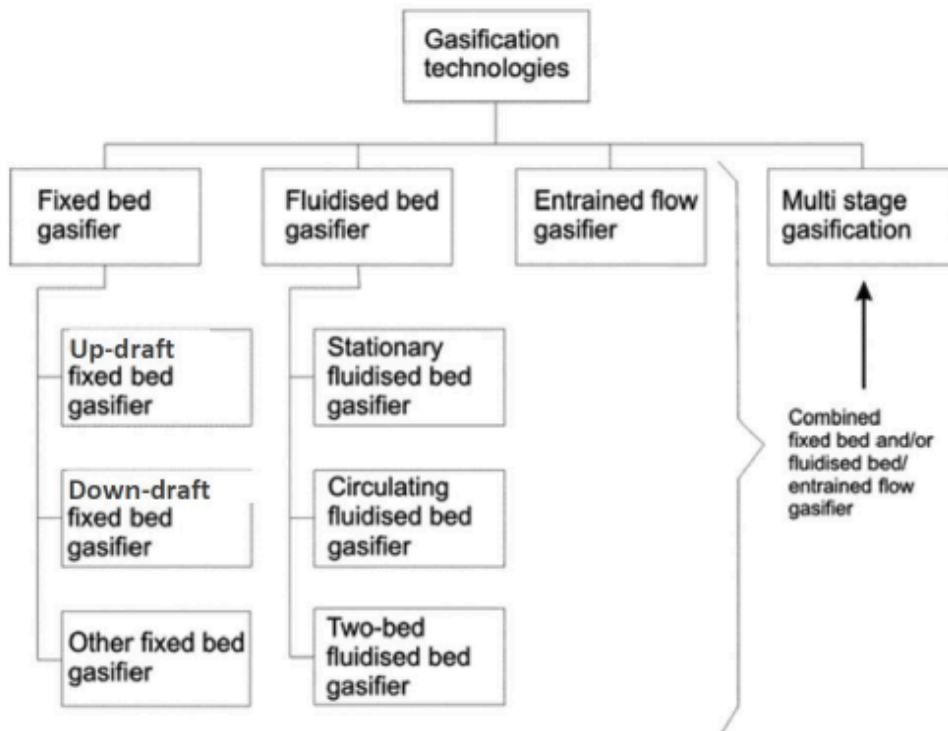 Gasification
technologies
Fixed bed
gasifier
Fluidised bed
gasifier
Entrained flow
gasifier
Multi stage
gasification
Up-draft
fixed bed
gasifier
Stationary
fluidised bed
gasifier
Combined
fixed bed and/or
fluidised bed/
entrained flow
gasifier
Down-draft
fixed bed
gasifier
Circulating
fluidised bed
gasifier
Other fixed bed
gasifier
Two-bed
fluidised bed
gasifier